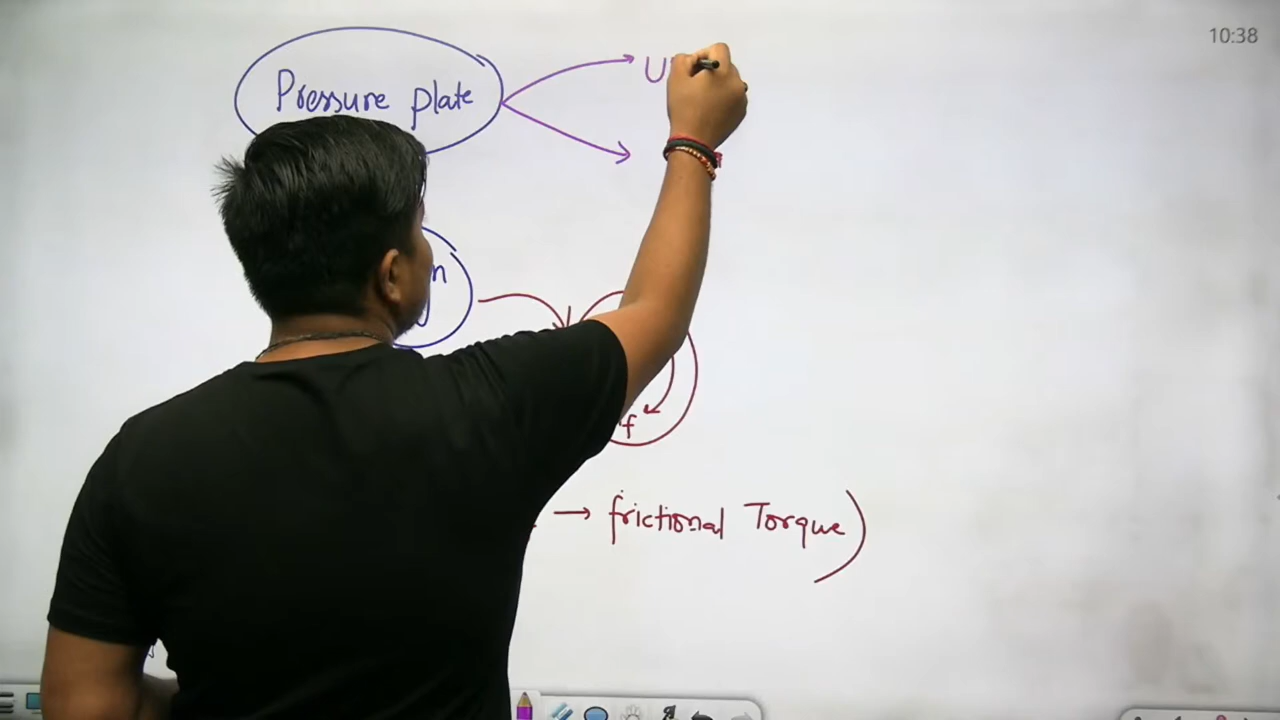 10:38
Pressure plate
U
n
f
→ frictional Torque)